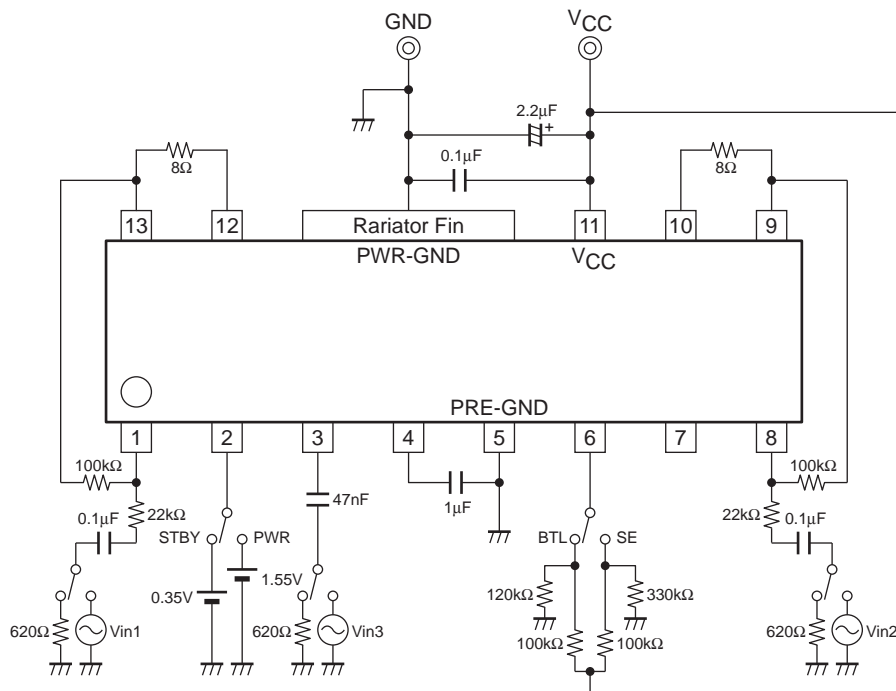 GND
VCC
2.2μF
+
0.1μF
8Ω
8Ω
13
12
Rariator Fin
11
10
9
PWR-GND
VCC
PRE-GND
1
2
3
4
5
6
7
8
100kΩ
47nF
1μF
100kΩ
0.1μF
22kΩ
STBY
PWR
BTL
SE
22kΩ
0.1μF
0.35V
1.55V
120kΩ
330kΩ
620Ω
Vin1
620Ω
Vin3
100kΩ
100kΩ
620Ω
Vin2